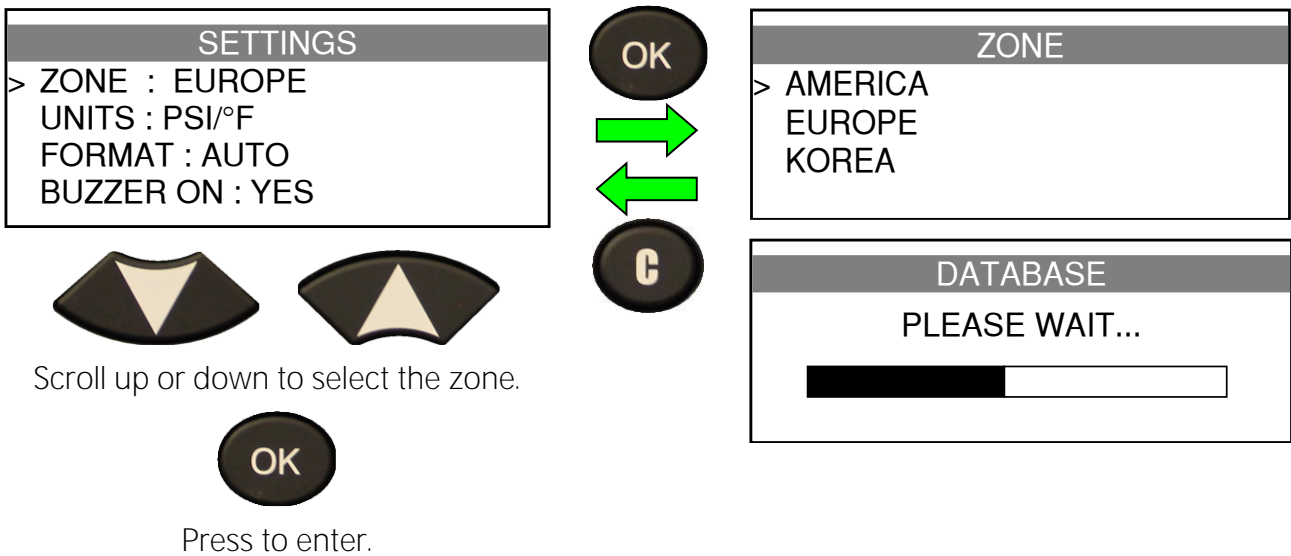 SETTINGS
> ZONE : EUROPE
UNITS : PSI/°F
FORMAT : AUTO
BUZZER ON : YES
OK
C
ZONE
> AMERICA
EUROPE
KOREA
DATABASE
PLEASE WAIT...
Scroll up or down to select the zone.
OK
Press to enter.